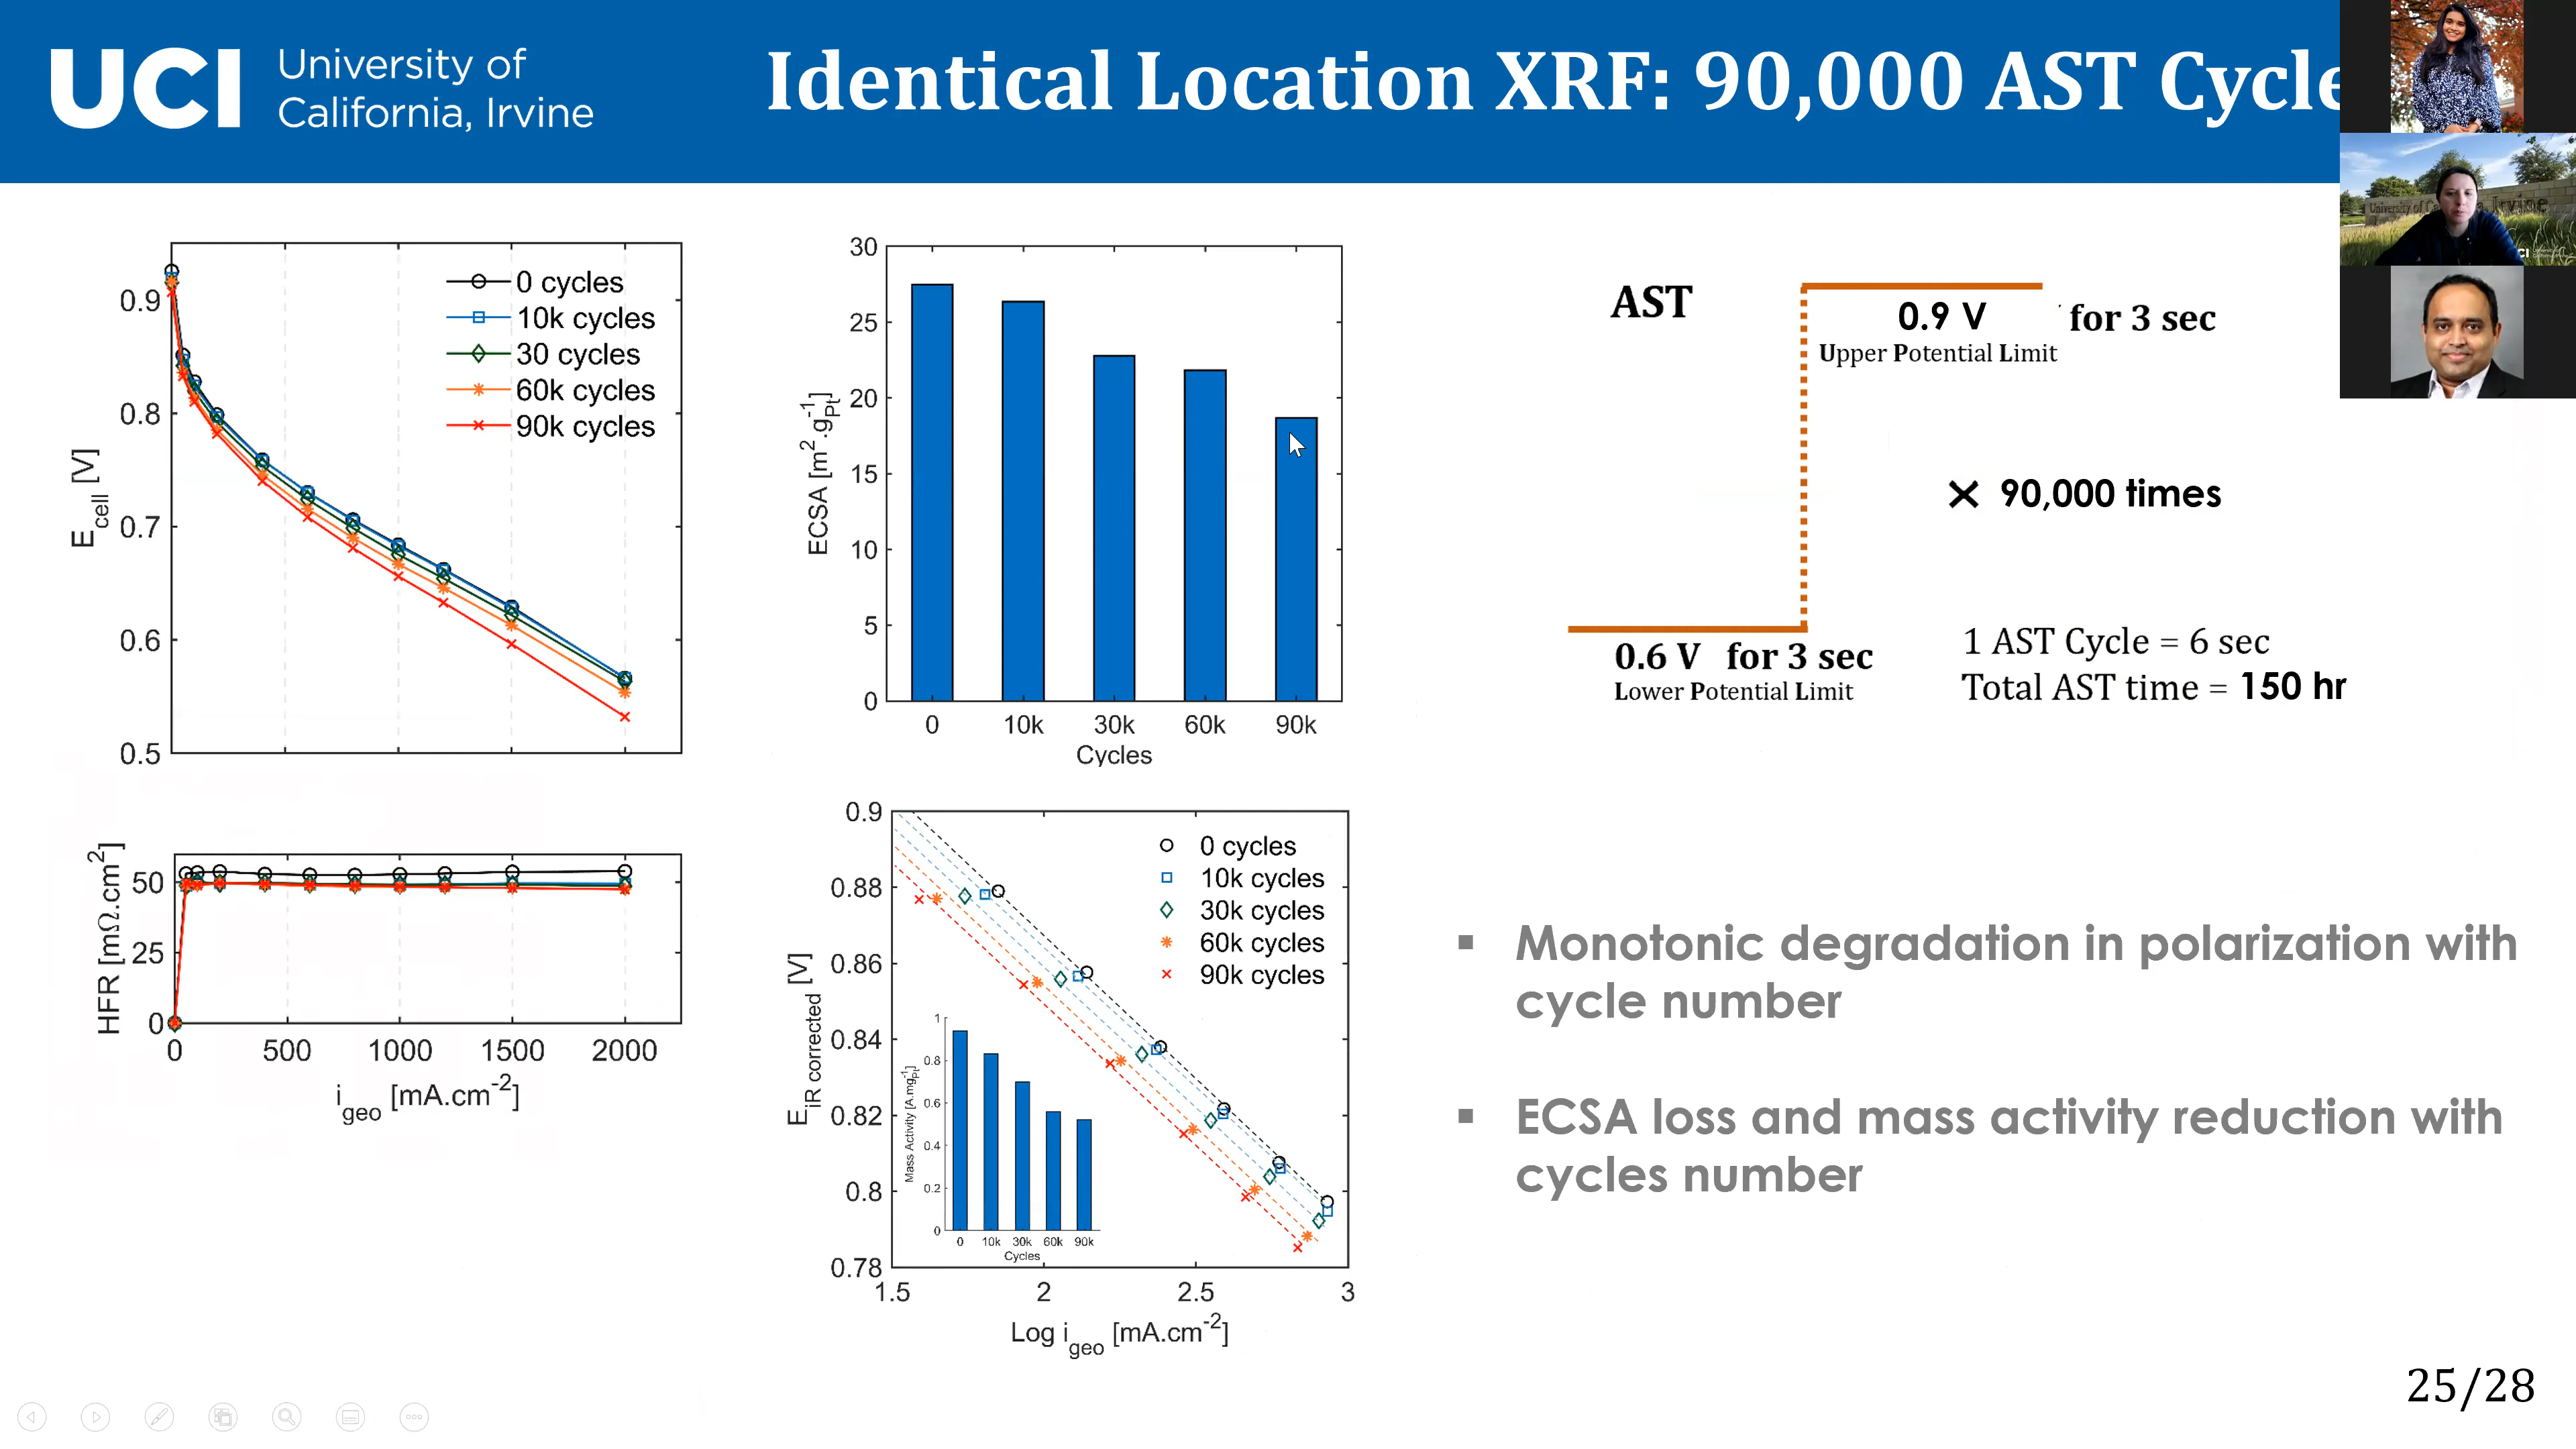 UCI University of
California, Irvine
Identical Location XRF: 90,000 AST Cycle
0.9
0.8
0.7
0.6
0.5
E_cell [V]
0 cycles
10k cycles
30 cycles
60k cycles
90k cycles
50
25
0
HFR [mΩ.cm²]
0 500 1000 1500 2000
i_geo [mA.cm⁻²]
30
25
20
15
10
5
0
ECSA [m².g_Pt⁻¹]
0 10k 30k 60k 90k
Cycles
0.9
0.88
0.86
0.84
0.82
0.8
0.78
E_iR corrected [V]
0 cycles
10k cycles
30k cycles
60k cycles
90k cycles
1
0.8
0.6
0.4
0.2
0
Mass Activity [A.mg_Pt⁻¹]
0 10k 30k 60k 90k
Cycles
1.5 2 2.5 3
Log i_geo [mA.cm⁻²]
AST
0.9 V for 3 sec
Upper Potential Limit
× 90,000 times
0.6 V for 3 sec
Lower Potential Limit
1 AST Cycle = 6 sec
Total AST time = 150 hr
▪ Monotonic degradation in polarization with
cycle number
▪ ECSA loss and mass activity reduction with
cycles number
25/28